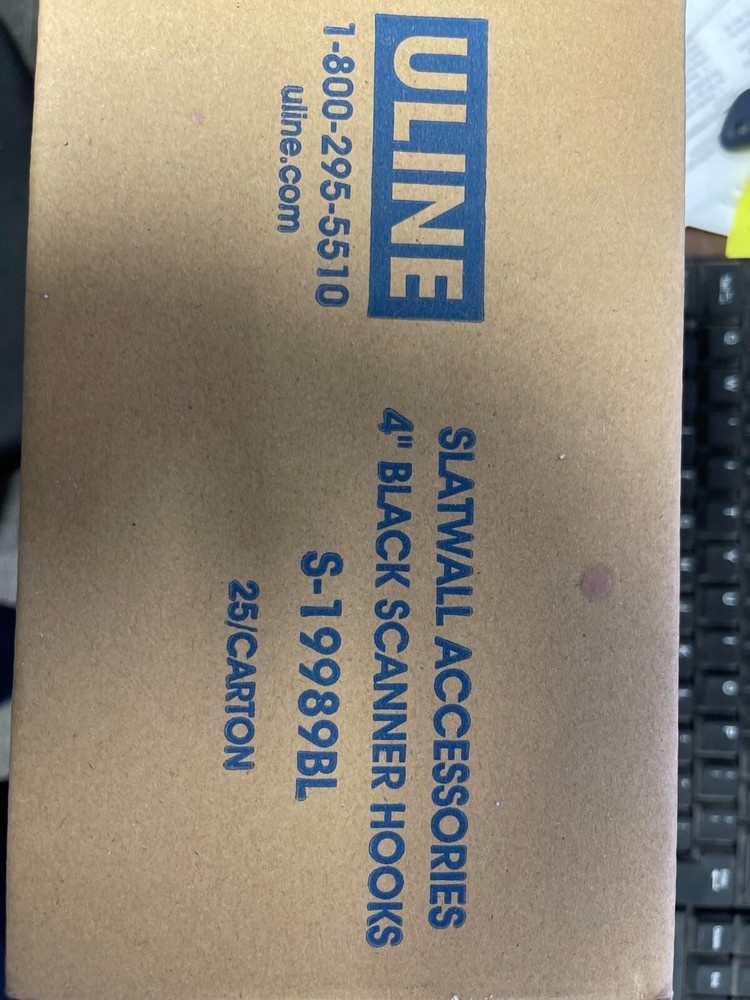 ULINE
1-800-295-5510
uline.com
SLATWALL ACCESSORIES
4" BLACK SCANNER HOOKS
S-19989BL
25/CARTON